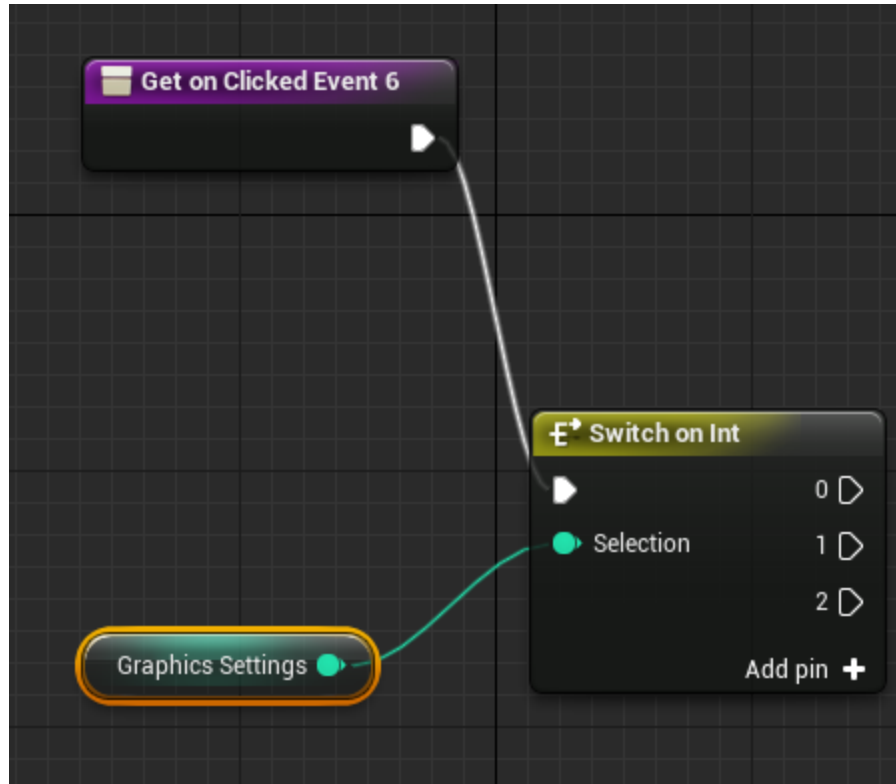 Get on Clicked Event 6
Switch on Int
0
Selection
1
2
Graphics Settings
Add pin +